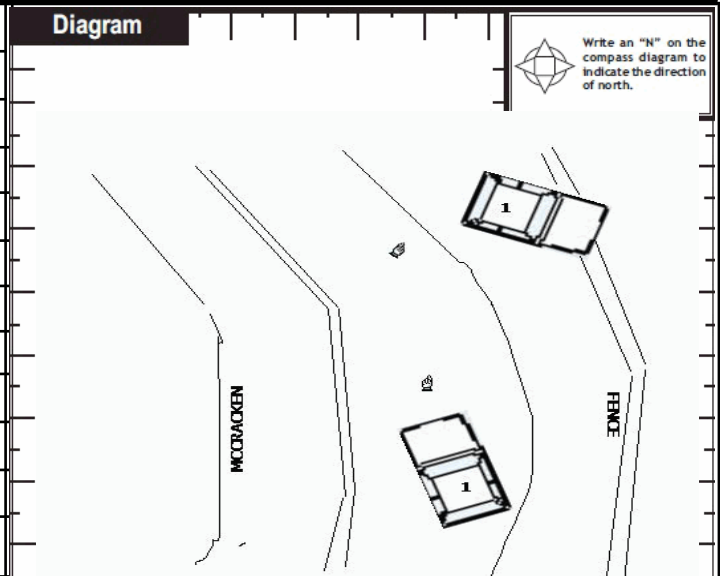 Diagram
Write an “N” on the
compass diagram to
indicate the direction
of north.
1
MCCRACKEN
FENCE
1